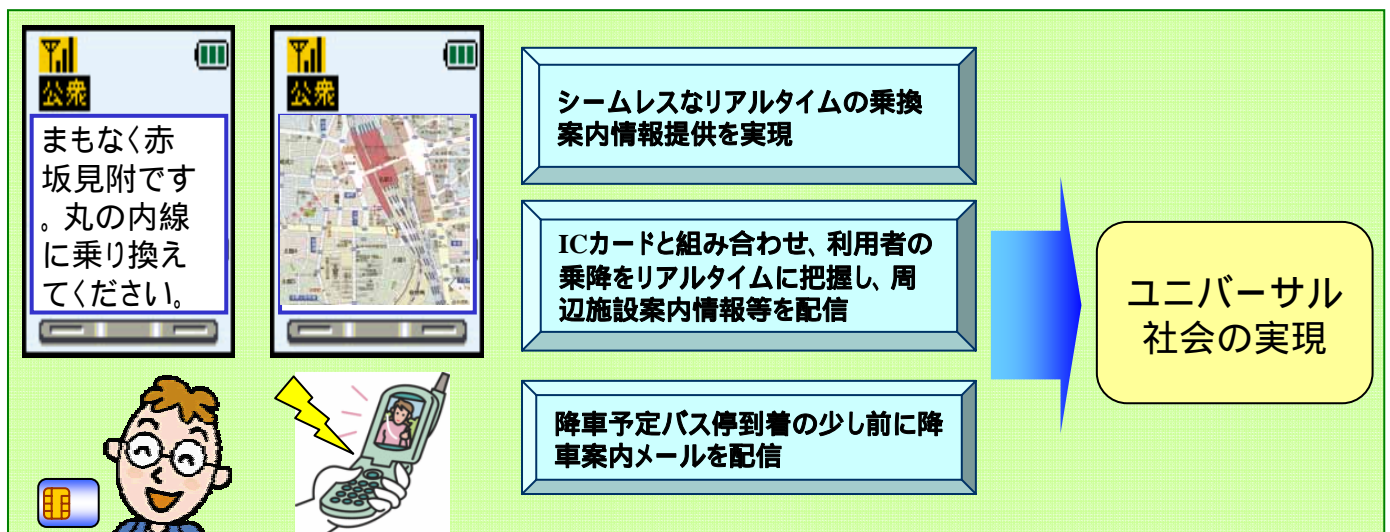 公衆
まもなく赤
坂見附です
。丸の内線
に乗り換え
てください。
公衆
シームレスなリアルタイムの乗換
案内情報提供を実現
ICカードと組み合わせ、利用者の
乗降をリアルタイムに把握し、周
辺施設案内情報等を配信
降車予定バス停到着の少し前に降
車案内メールを配信
ユニバーサル
社会の実現